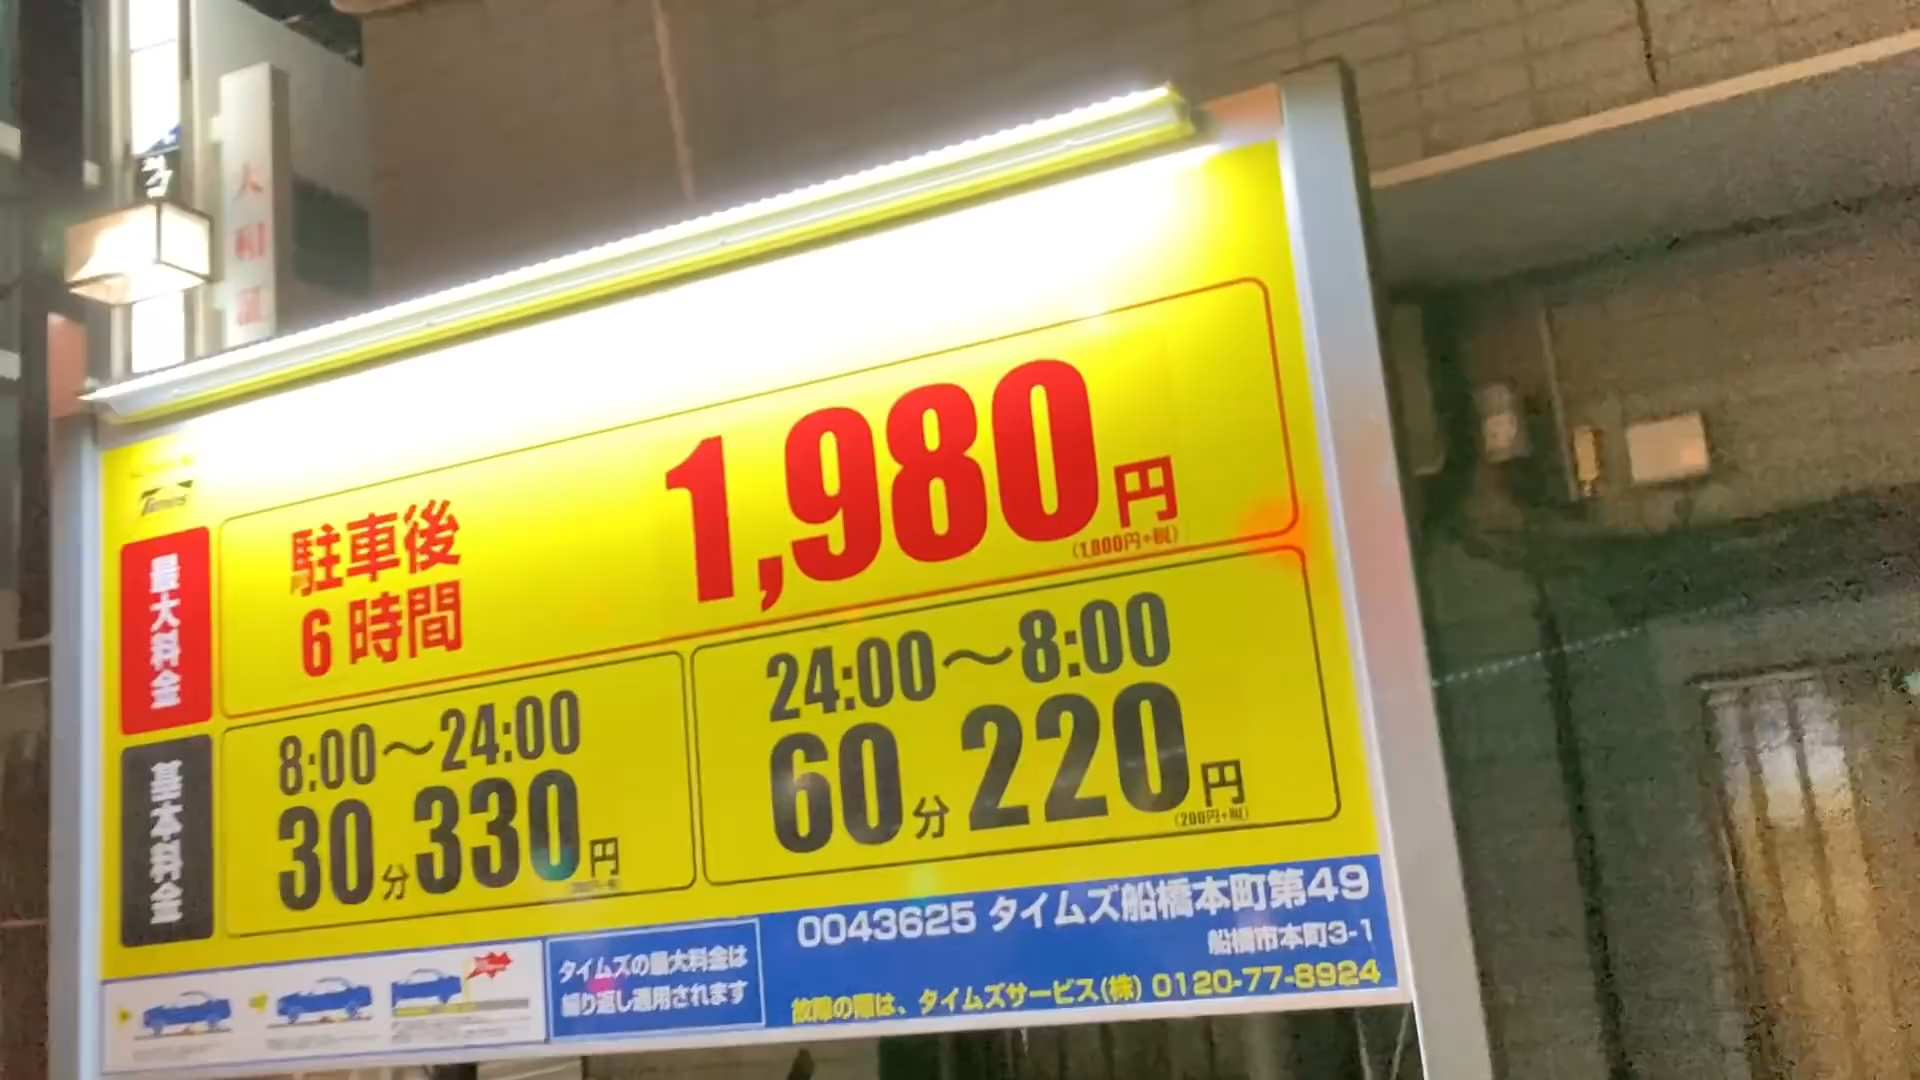 Times
最大料金
駐車後
6時間
1,980円
(1,800円+税)
基本料金
8:00～24:00
30分330円
24:00～8:00
60分220円
(200円+税)
タイムズの最大料金は
繰り返し適用されます
0043625 タイムズ船橋本町第49
船橋市本町3-1
故障の際は、タイムズサービス(株) 0120-77-8924